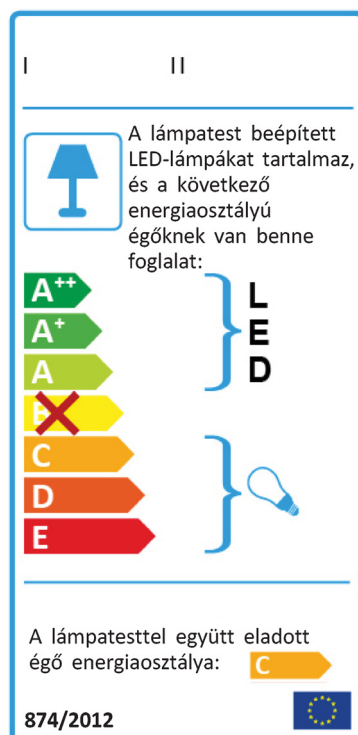 I II
A lámpatest beépített
LED-lámpákat tartalmaz,
és a következő
energiaosztályú
égőknek van benne
foglalat:
A++
A+
A
B
C
D
E
L
E
D
A lámpatesttel együtt eladott
égő energiaosztálya: C
874/2012